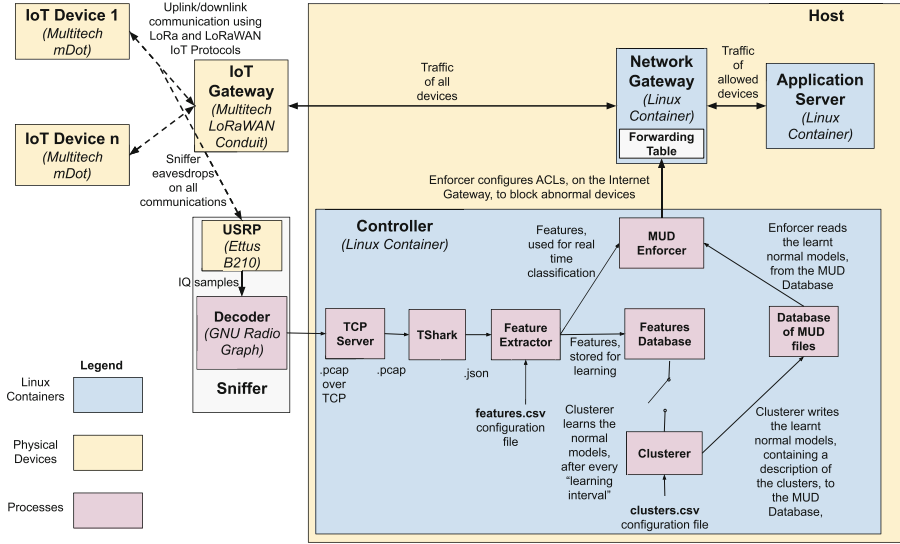 IoT Device 1
(Multitech
mDot)
Uplink/downlink
communication using
LoRa and LoRaWAN
IoT Protocols
Host
IoT
Gateway
(Multitech
LoRaWAN
Conduit)
Traffic
of all
devices
Network
Gateway
(Linux
Container)
Forwarding
Table
Traffic
of
allowed
devices
Application
Server
(Linux
Container)
IoT Device n
(Multitech
mDot)
Sniffer
eavesdrops
on all
communications
Enforcer configures ACLs, on the Internet
Gateway, to block abnormal devices
USRP
(Ettus
B210)
IQ samples
Decoder
(GNU Radio
Graph)
Sniffer
Controller
(Linux Container)
Features,
used for real
time
classification
MUD
Enforcer
Enforcer reads
the learnt
normal models,
from the MUD
Database
TCP
Server
TShark
Feature
Extractor
Features
Database
Database
of MUD
files
.pcap
over
TCP
.pcap
.json
Features,
stored for
learning
features.csv
configuration
file
Clusterer
learns the
normal
models,
after every
“learning
interval”
Clusterer
clusters.csv
configuration file
Clusterer writes
the learnt
normal models,
containing a
description of
the clusters, to
the MUD
Database,
Legend
Linux
Containers
Physical
Devices
Processes